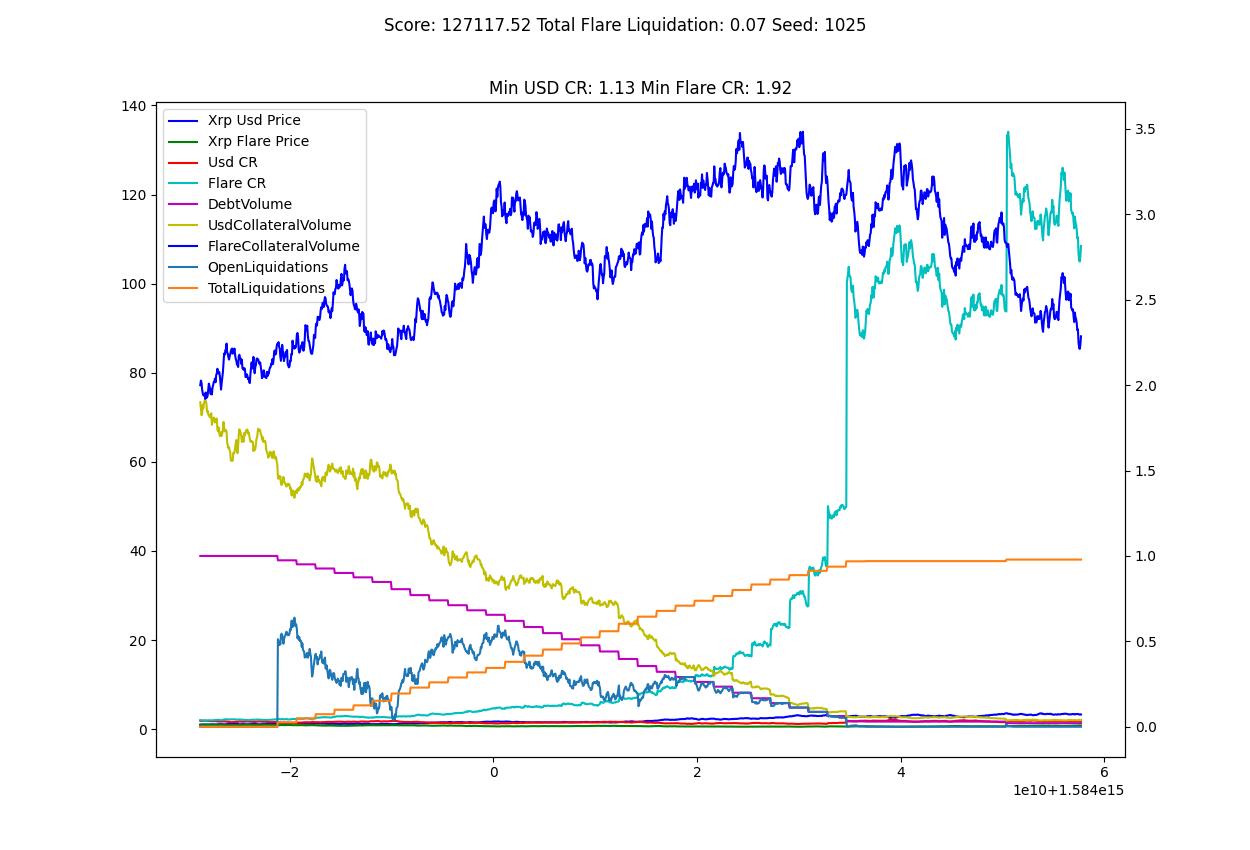 Score: 127117.52 Total Flare Liquidation: 0.07 Seed: 1025
Min USD CR: 1.13 Min Flare CR: 1.92
Xrp Usd Price
Xrp Flare Price
Usd CR
Flare CR
DebtVolume
UsdCollateralVolume
FlareCollateralVolume
OpenLiquidations
TotalLiquidations
140
120
100
80
60
40
20
0
3.5
3.0
2.5
2.0
1.5
1.0
0.5
0.0
−2
0
2
4
6
1e10+1.584e15